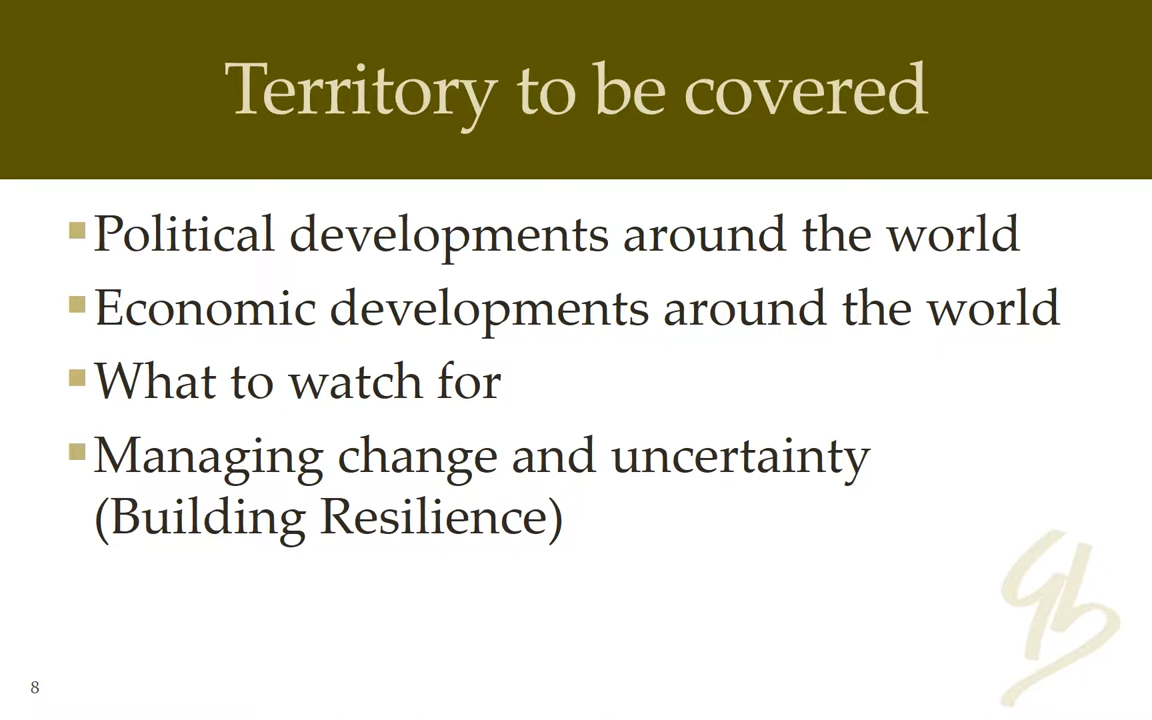 Territory to be covered
Political developments around the world
Economic developments around the world
What to watch for
Managing change and uncertainty
(Building Resilience)
8